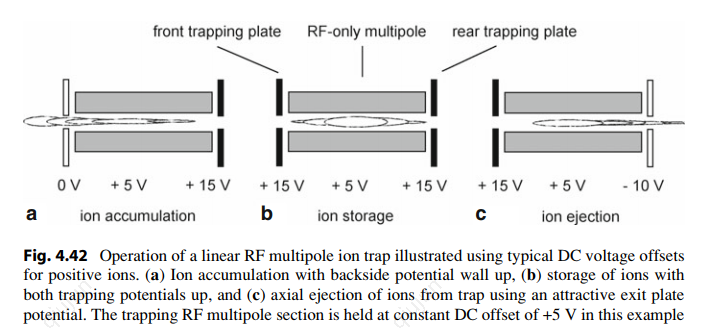 front trapping plate RF-only multipole rear trapping plate
0 V + 5 V + 15 V + 15 V + 5 V + 15 V + 15 V + 5 V - 10 V
a ion accumulation b ion storage c ion ejection
Fig. 4.42 Operation of a linear RF multipole ion trap illustrated using typical DC voltage offsets
for positive ions. (a) Ion accumulation with backside potential wall up, (b) storage of ions with
both trapping potentials up, and (c) axial ejection of ions from trap using an attractive exit plate
potential. The trapping RF multipole section is held at constant DC offset of +5 V in this example